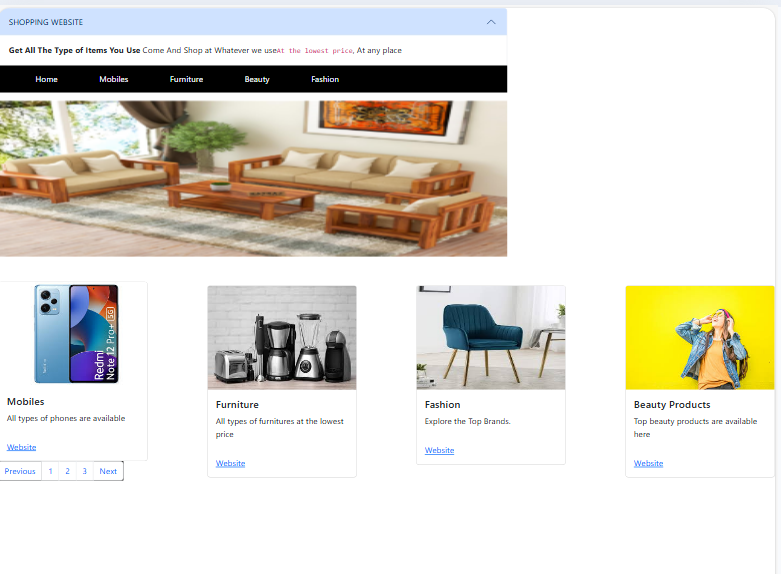 SHOPPING WEBSITE
Get All The Type of Items You Use Come And Shop at Whatever we useAt the lowest price, At any place
Home Mobiles Furniture Beauty Fashion
Redmi
Note 12 Pro+ 5G
Mobiles
All types of phones are available
Website
Previous 1 2 3 Next
Furniture
All types of furnitures at the lowest
price
Website
Fashion
Explore the Top Brands.
Website
Beauty Products
Top beauty products are available
here
Website